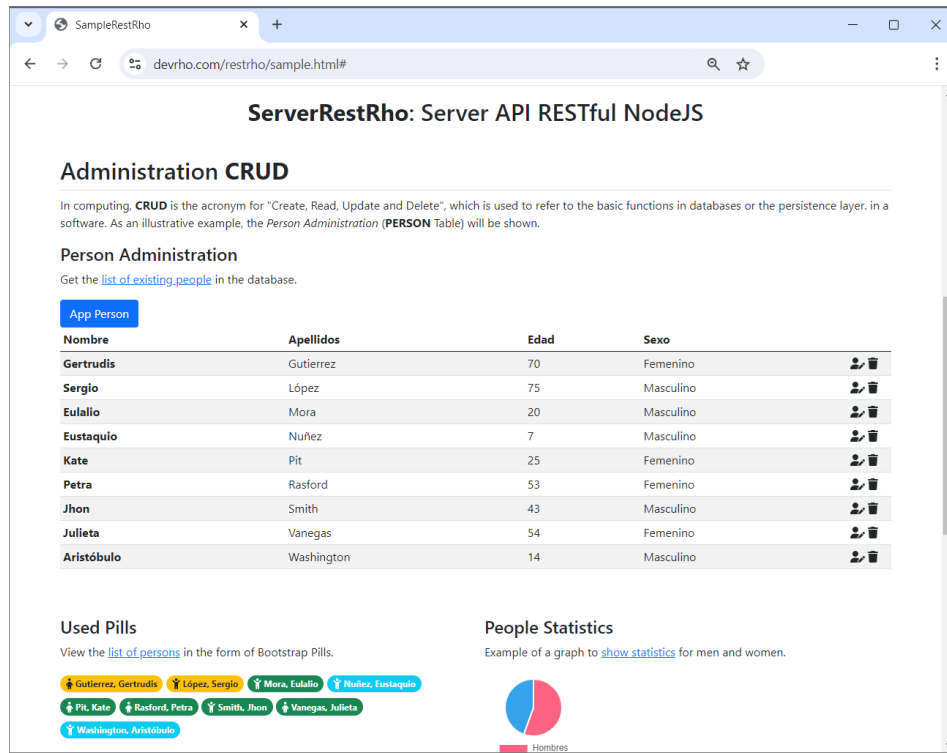 SampleRestRho
devrho.com/restrho/sample.html#
ServerRestRho: Server API RESTful NodeJS
Administration CRUD
In computing, CRUD is the acronym for "Create, Read, Update and Delete", which is used to refer to the basic functions in databases or the persistence layer. in a
software. As an illustrative example, the Person Administration (PERSON Table) will be shown.
Person Administration
Get the list of existing people in the database.
App Person
Nombre Apellidos Edad Sexo
Gertrudis Gutierrez 70 Femenino
Sergio López 75 Masculino
Eulalio Mora 20 Masculino
Eustaquio Nuñez 7 Masculino
Kate Pit 25 Femenino
Petra Rasford 53 Femenino
Jhon Smith 43 Masculino
Julieta Vanegas 54 Femenino
Aristóbulo Washington 14 Masculino
Used Pills
View the list of persons in the form of Bootstrap Pills.
Gutierrez, Gertrudis López, Sergio Mora, Eulalio Nuñez, Eustaquio
Pit, Kate Rasford, Petra Smith, Jhon Vanegas, Julieta
Washington, Aristóbulo
People Statistics
Example of a graph to show statistics for men and women.
Hombres